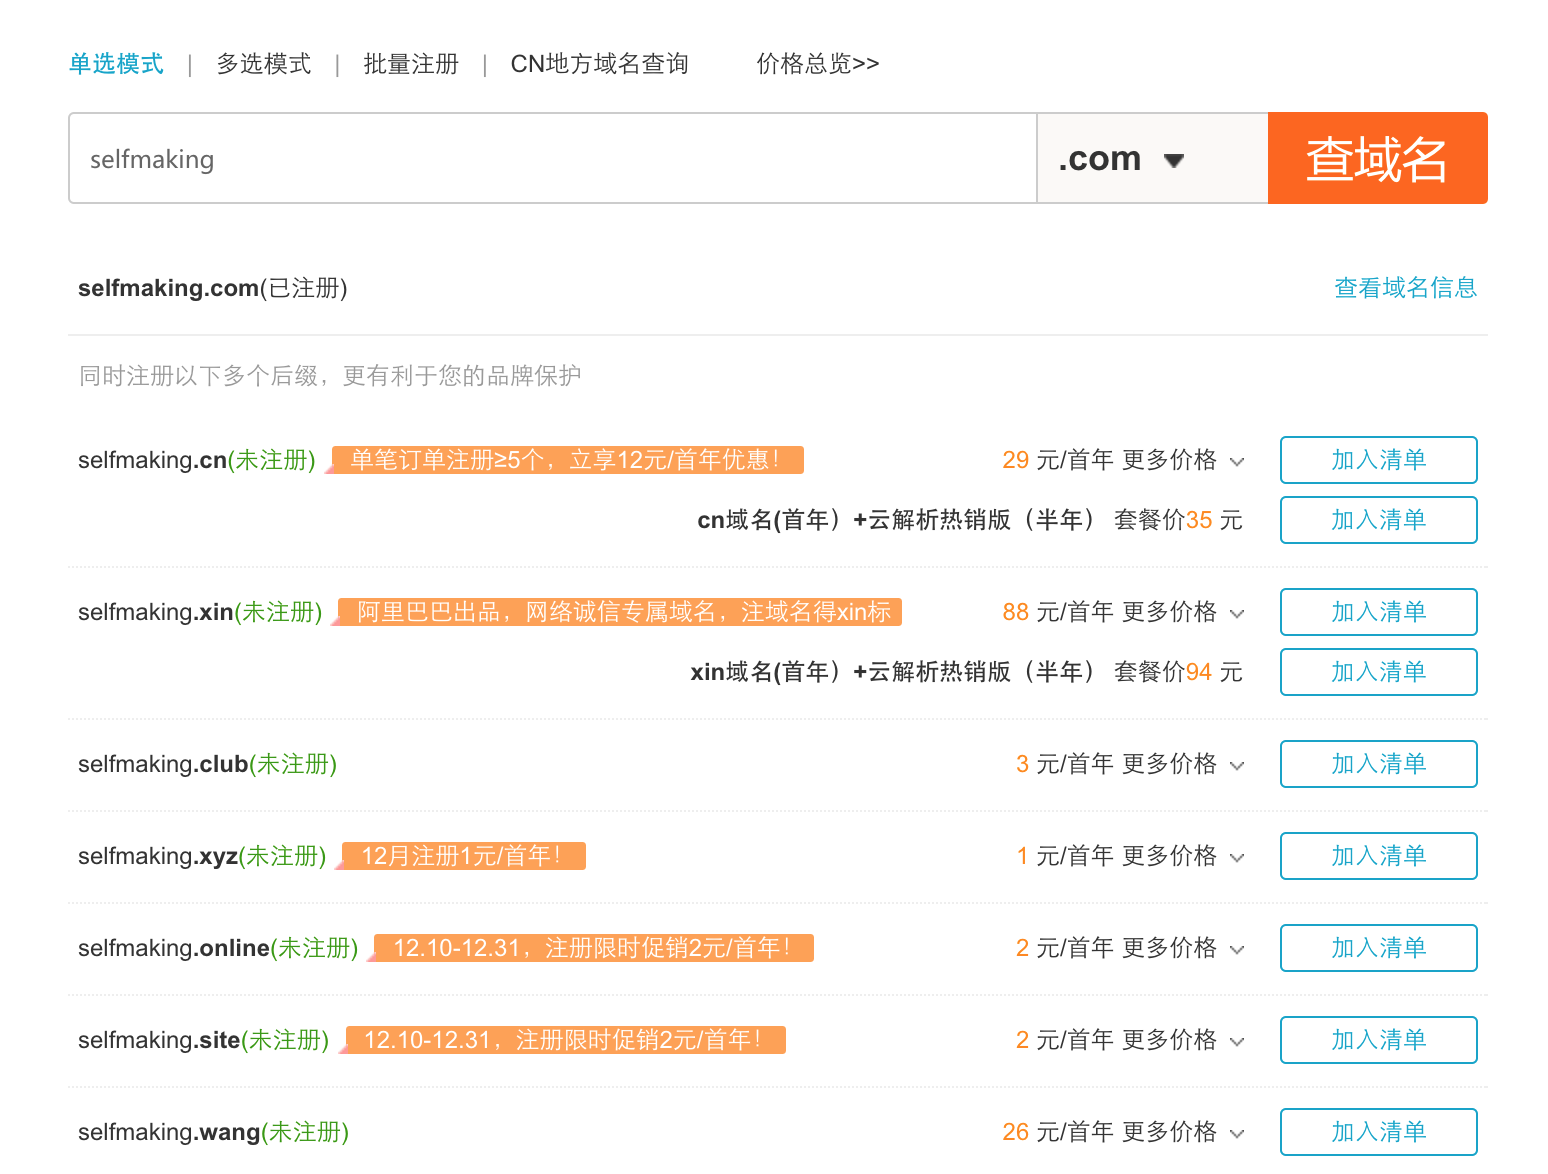 单选模式 | 多选模式 | 批量注册 | CN地方域名查询 价格总览>>
selfmaking .com 查域名
selfmaking.com(已注册) 查看域名信息
同时注册以下多个后缀，更有利于您的品牌保护
selfmaking.cn(未注册) 单笔订单注册≥5个，立享12元/首年优惠！ 29 元/首年 更多价格 加入清单
cn域名(首年）+云解析热销版（半年） 套餐价35 元 加入清单
selfmaking.xin(未注册) 阿里巴巴出品，网络诚信专属域名，注域名得xin标 88 元/首年 更多价格 加入清单
xin域名(首年）+云解析热销版（半年） 套餐价94 元 加入清单
selfmaking.club(未注册) 3 元/首年 更多价格 加入清单
selfmaking.xyz(未注册) 12月注册1元/首年！ 1 元/首年 更多价格 加入清单
selfmaking.online(未注册) 12.10-12.31，注册限时促销2元/首年！ 2 元/首年 更多价格 加入清单
selfmaking.site(未注册) 12.10-12.31，注册限时促销2元/首年！ 2 元/首年 更多价格 加入清单
selfmaking.wang(未注册) 26 元/首年 更多价格 加入清单